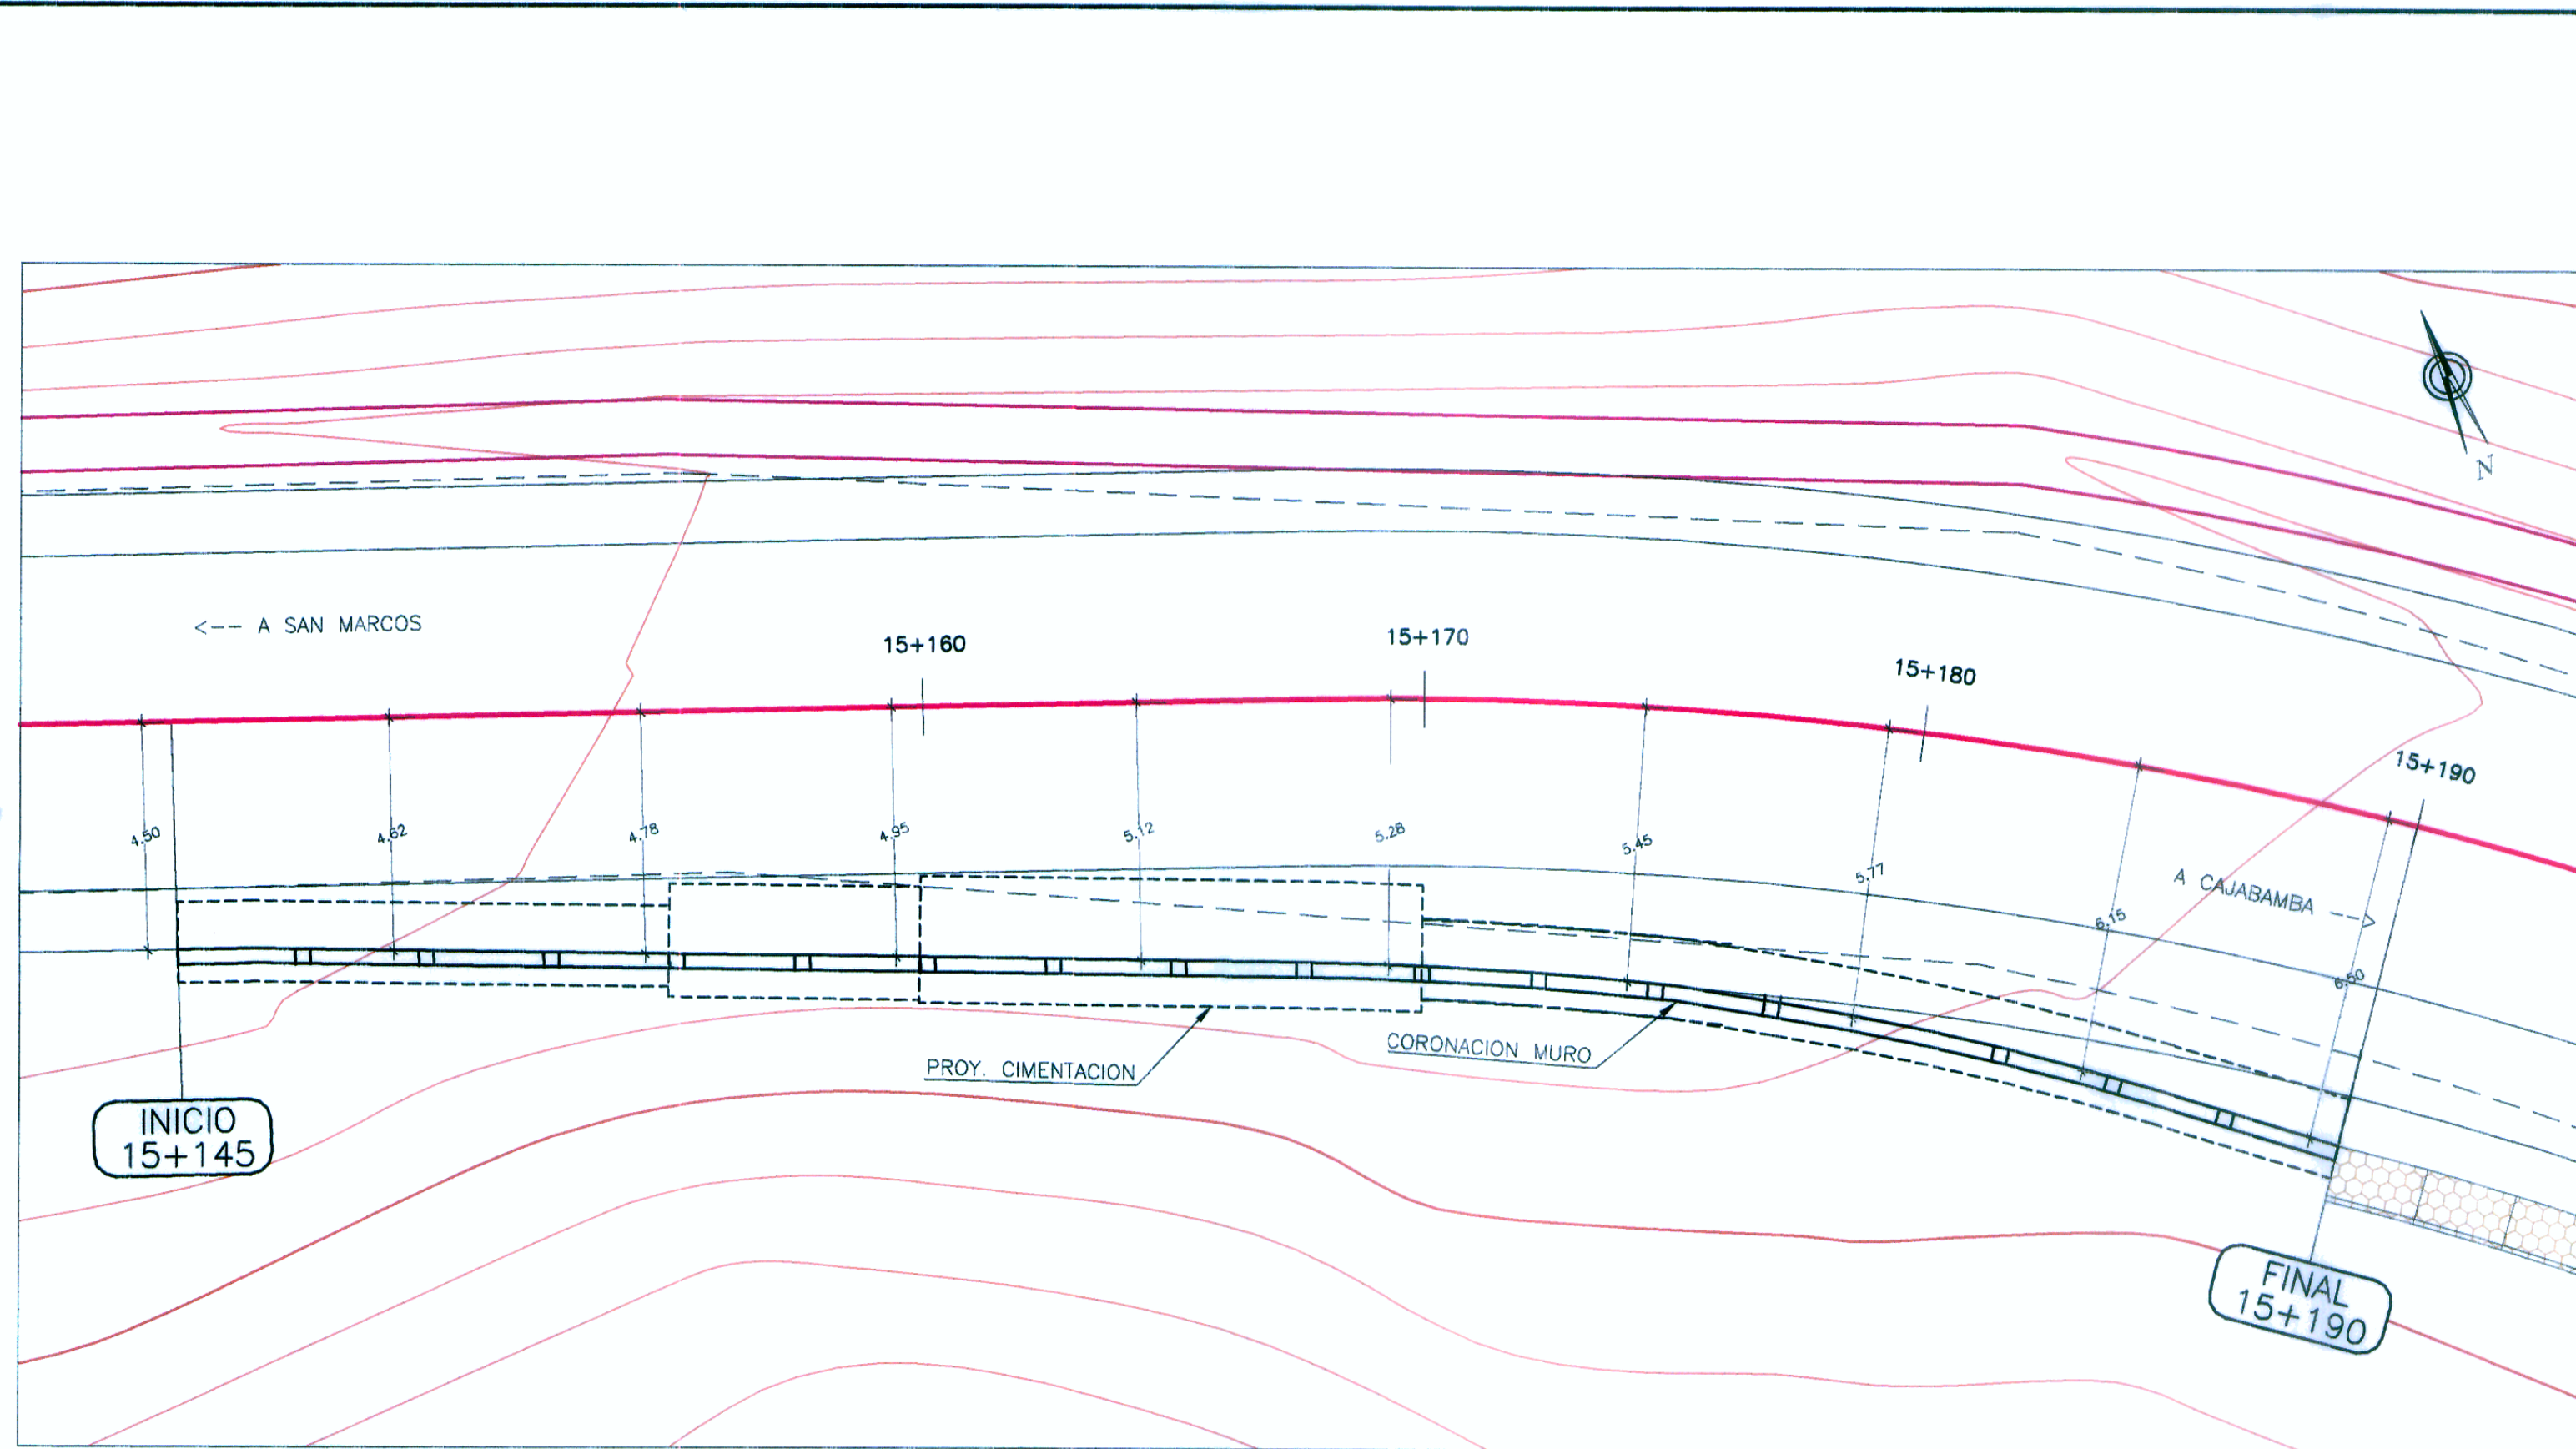 N
<-- A SAN MARCOS
15+160
15+170
15+180
15+190
4.50
4.62
4.78
4.95
5.12
5.28
5.45
5.77
6.15
6.50
A CAJABAMBA -->
PROY. CIMENTACION
CORONACION MURO
INICIO
15+145
FINAL
15+190